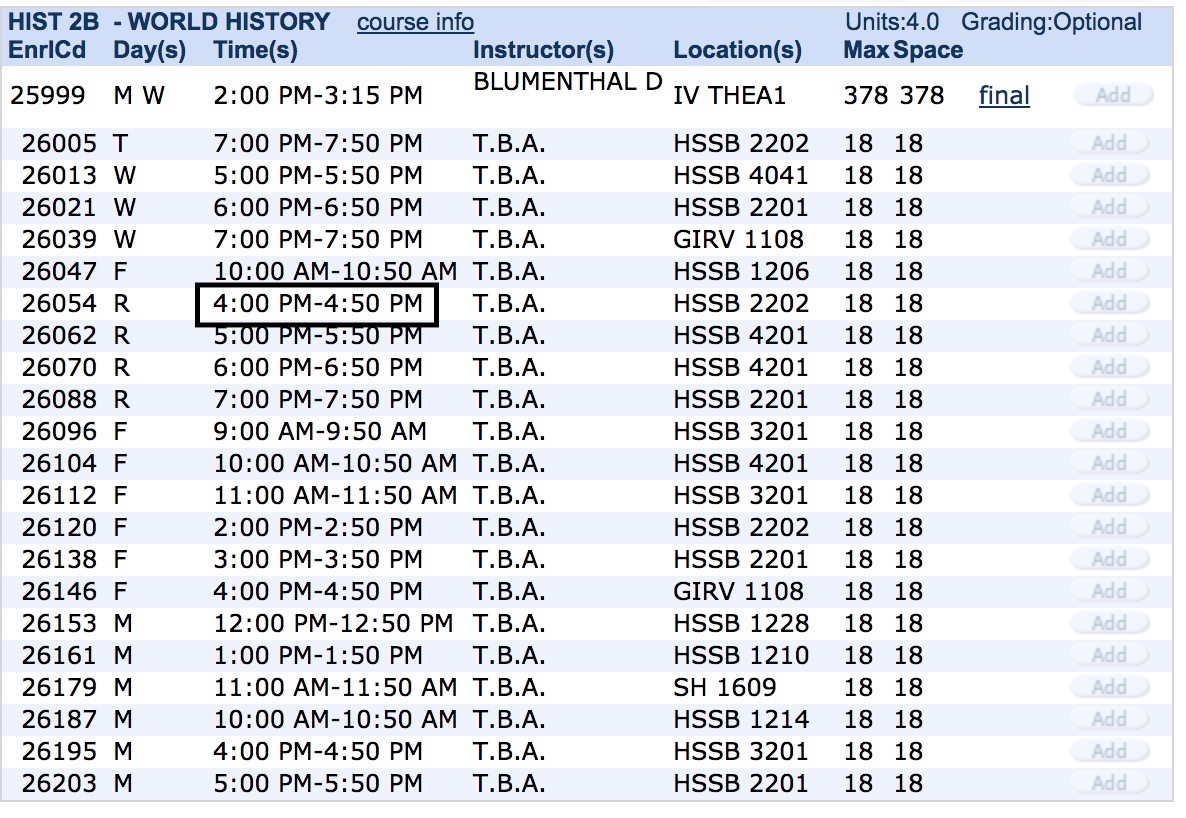 HIST 2B - WORLD HISTORY course info Units:4.0 Grading:Optional
EnrlCd Day(s) Time(s) Instructor(s) Location(s) Max Space
25999 M W 2:00 PM-3:15 PM BLUMENTHAL D IV THEA1 378 378 final Add
26005 T 7:00 PM-7:50 PM T.B.A. HSSB 2202 18 18 Add
26013 W 5:00 PM-5:50 PM T.B.A. HSSB 4041 18 18 Add
26021 W 6:00 PM-6:50 PM T.B.A. HSSB 2201 18 18 Add
26039 W 7:00 PM-7:50 PM T.B.A. GIRV 1108 18 18 Add
26047 F 10:00 AM-10:50 AM T.B.A. HSSB 1206 18 18 Add
26054 R 4:00 PM-4:50 PM T.B.A. HSSB 2202 18 18 Add
26062 R 5:00 PM-5:50 PM T.B.A. HSSB 4201 18 18 Add
26070 R 6:00 PM-6:50 PM T.B.A. HSSB 4201 18 18 Add
26088 R 7:00 PM-7:50 PM T.B.A. HSSB 2201 18 18 Add
26096 F 9:00 AM-9:50 AM T.B.A. HSSB 3201 18 18 Add
26104 F 10:00 AM-10:50 AM T.B.A. HSSB 4201 18 18 Add
26112 F 11:00 AM-11:50 AM T.B.A. HSSB 3201 18 18 Add
26120 F 2:00 PM-2:50 PM T.B.A. HSSB 2202 18 18 Add
26138 F 3:00 PM-3:50 PM T.B.A. HSSB 2201 18 18 Add
26146 F 4:00 PM-4:50 PM T.B.A. GIRV 1108 18 18 Add
26153 M 12:00 PM-12:50 PM T.B.A. HSSB 1228 18 18 Add
26161 M 1:00 PM-1:50 PM T.B.A. HSSB 1210 18 18 Add
26179 M 11:00 AM-11:50 AM T.B.A. SH 1609 18 18 Add
26187 M 10:00 AM-10:50 AM T.B.A. HSSB 1214 18 18 Add
26195 M 4:00 PM-4:50 PM T.B.A. HSSB 3201 18 18 Add
26203 M 5:00 PM-5:50 PM T.B.A. HSSB 2201 18 18 Add